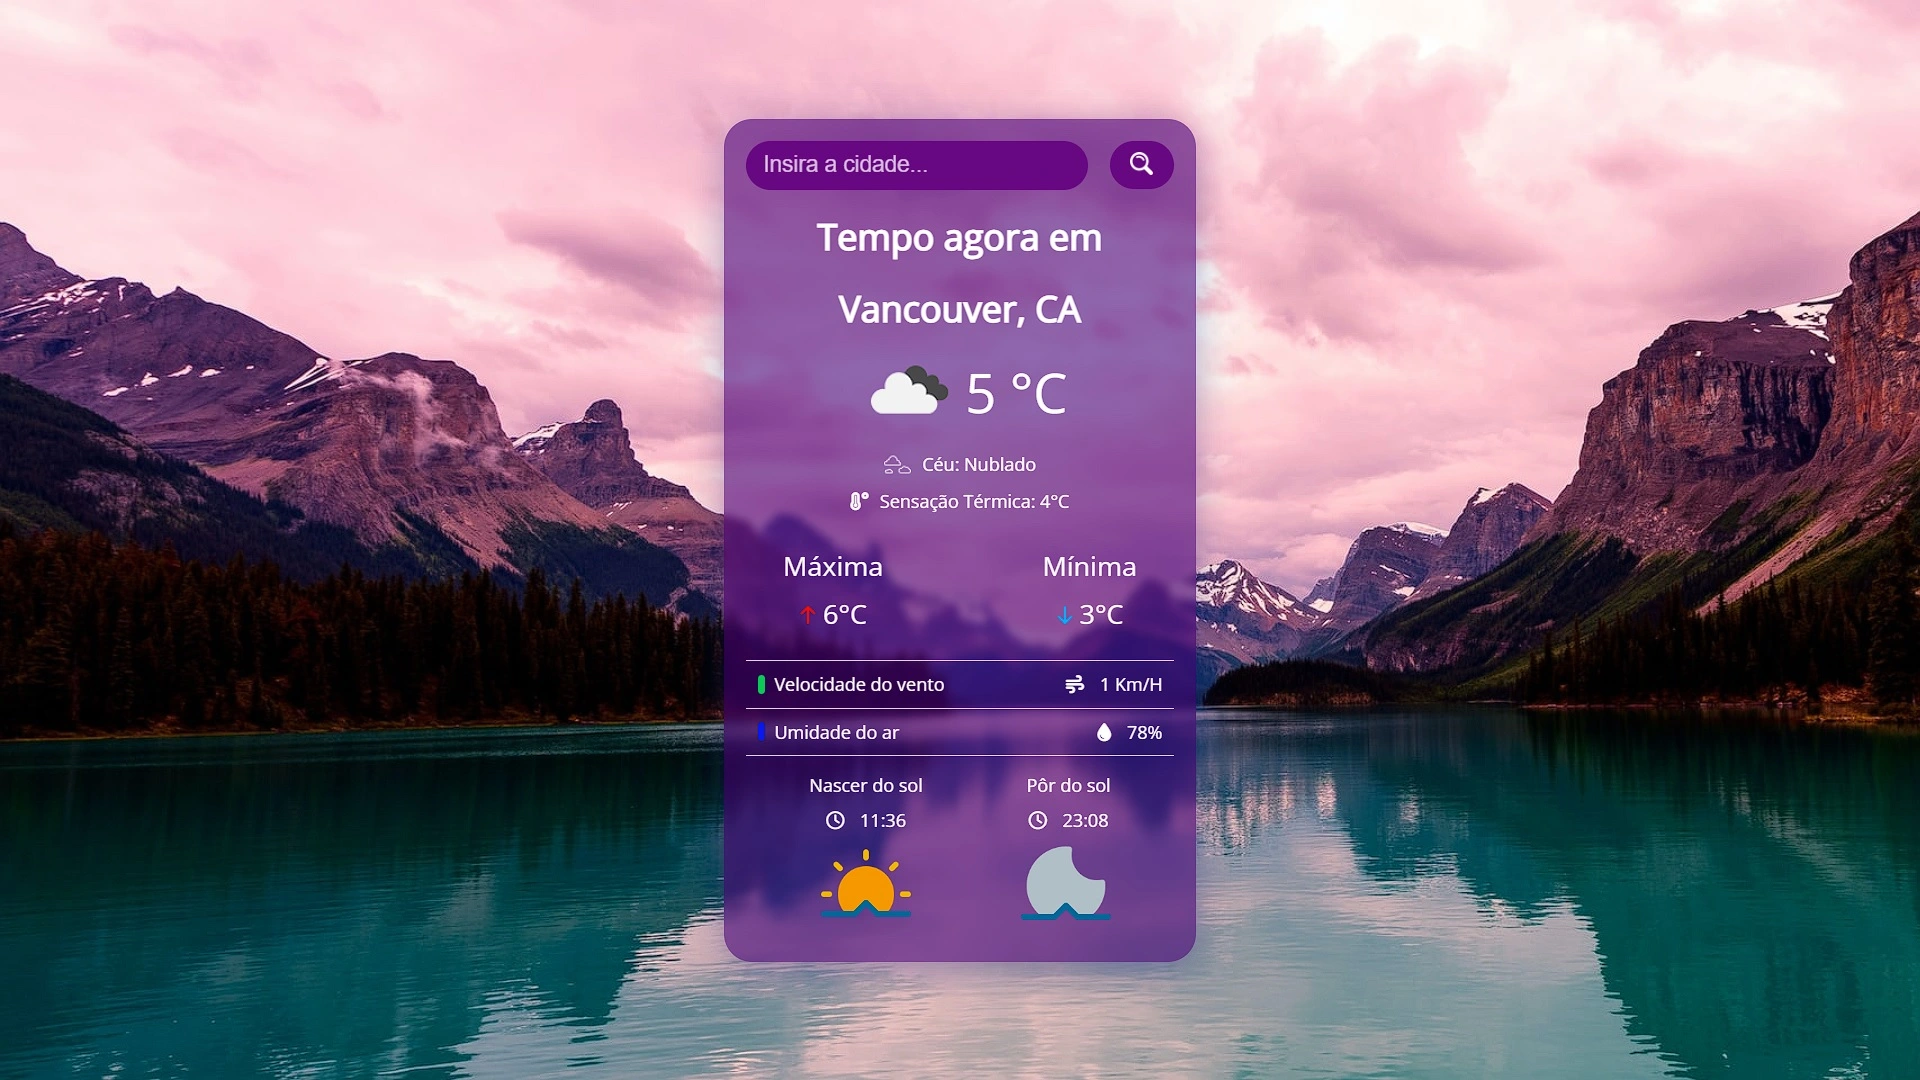 Insira a cidade...
Tempo agora em
Vancouver, CA
5 °C
Céu: Nublado
Sensação Térmica: 4°C
Máxima Mínima
6°C 3°C
Velocidade do vento 1 Km/H
Umidade do ar 78%
Nascer do sol Pôr do sol
11:36 23:08